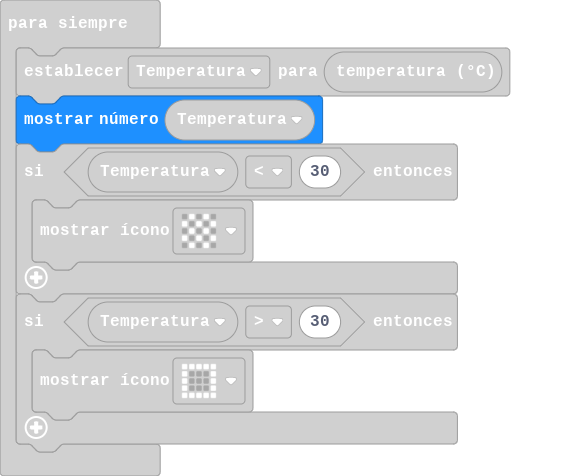 para siempre
establecer Temperatura para temperatura (°C)
mostrar número Temperatura
si Temperatura < 30 entonces
mostrar ícono
si Temperatura > 30 entonces
mostrar ícono